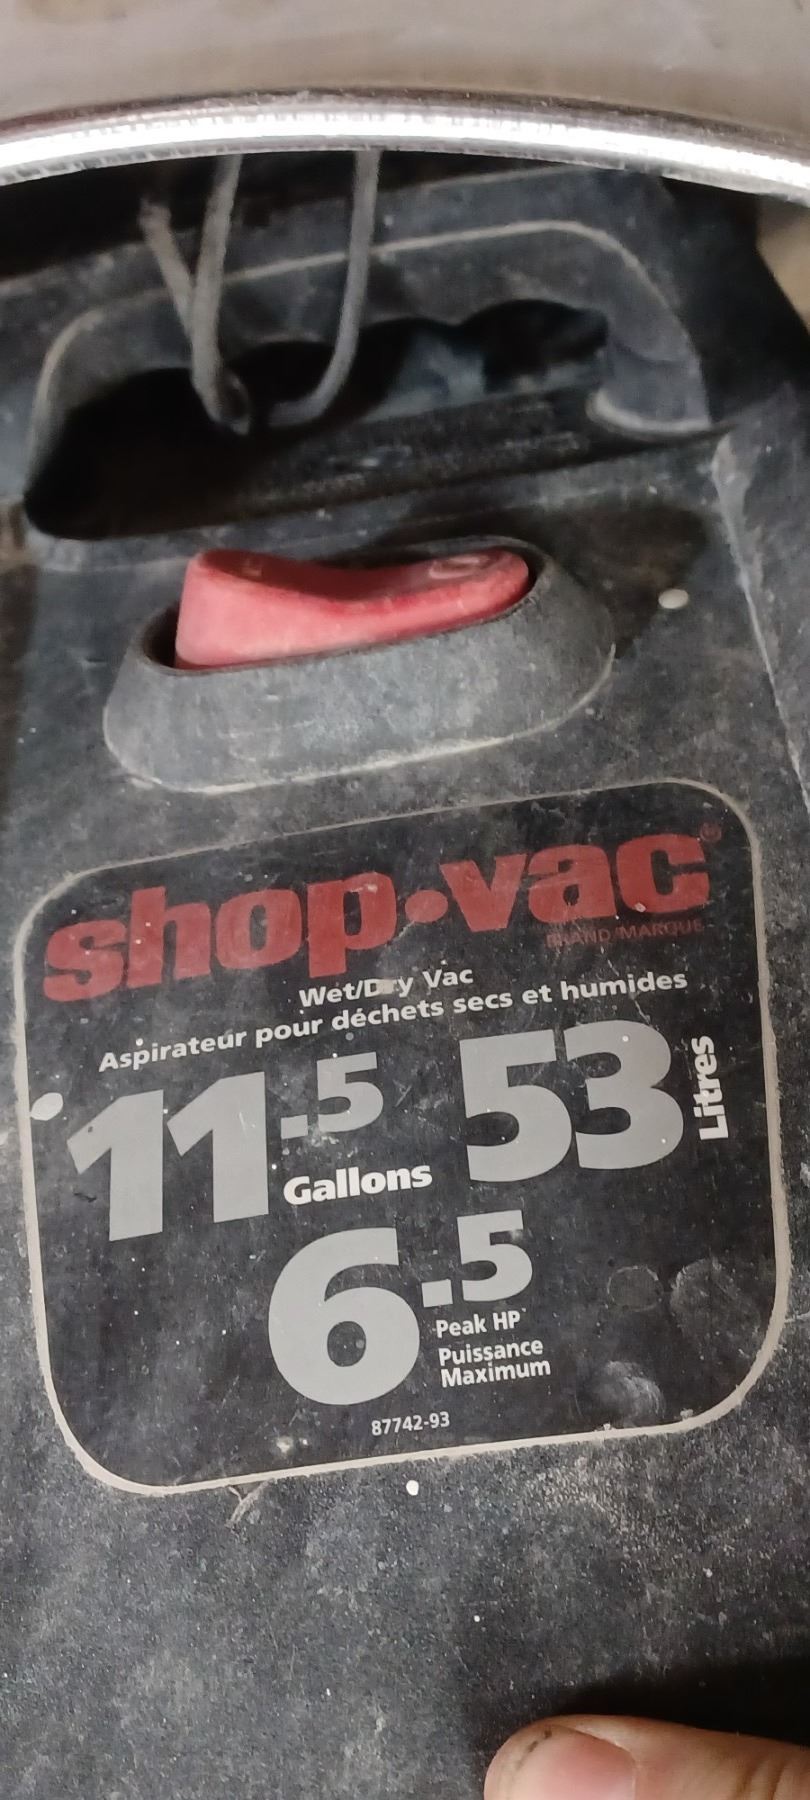 shop·vac®
BRAND/MARQUE
Wet/Dry Vac
Aspirateur pour déchets secs et humides
11.5 Gallons 53 Litres
6.5 Peak HP
Puissance
Maximum
87742-93